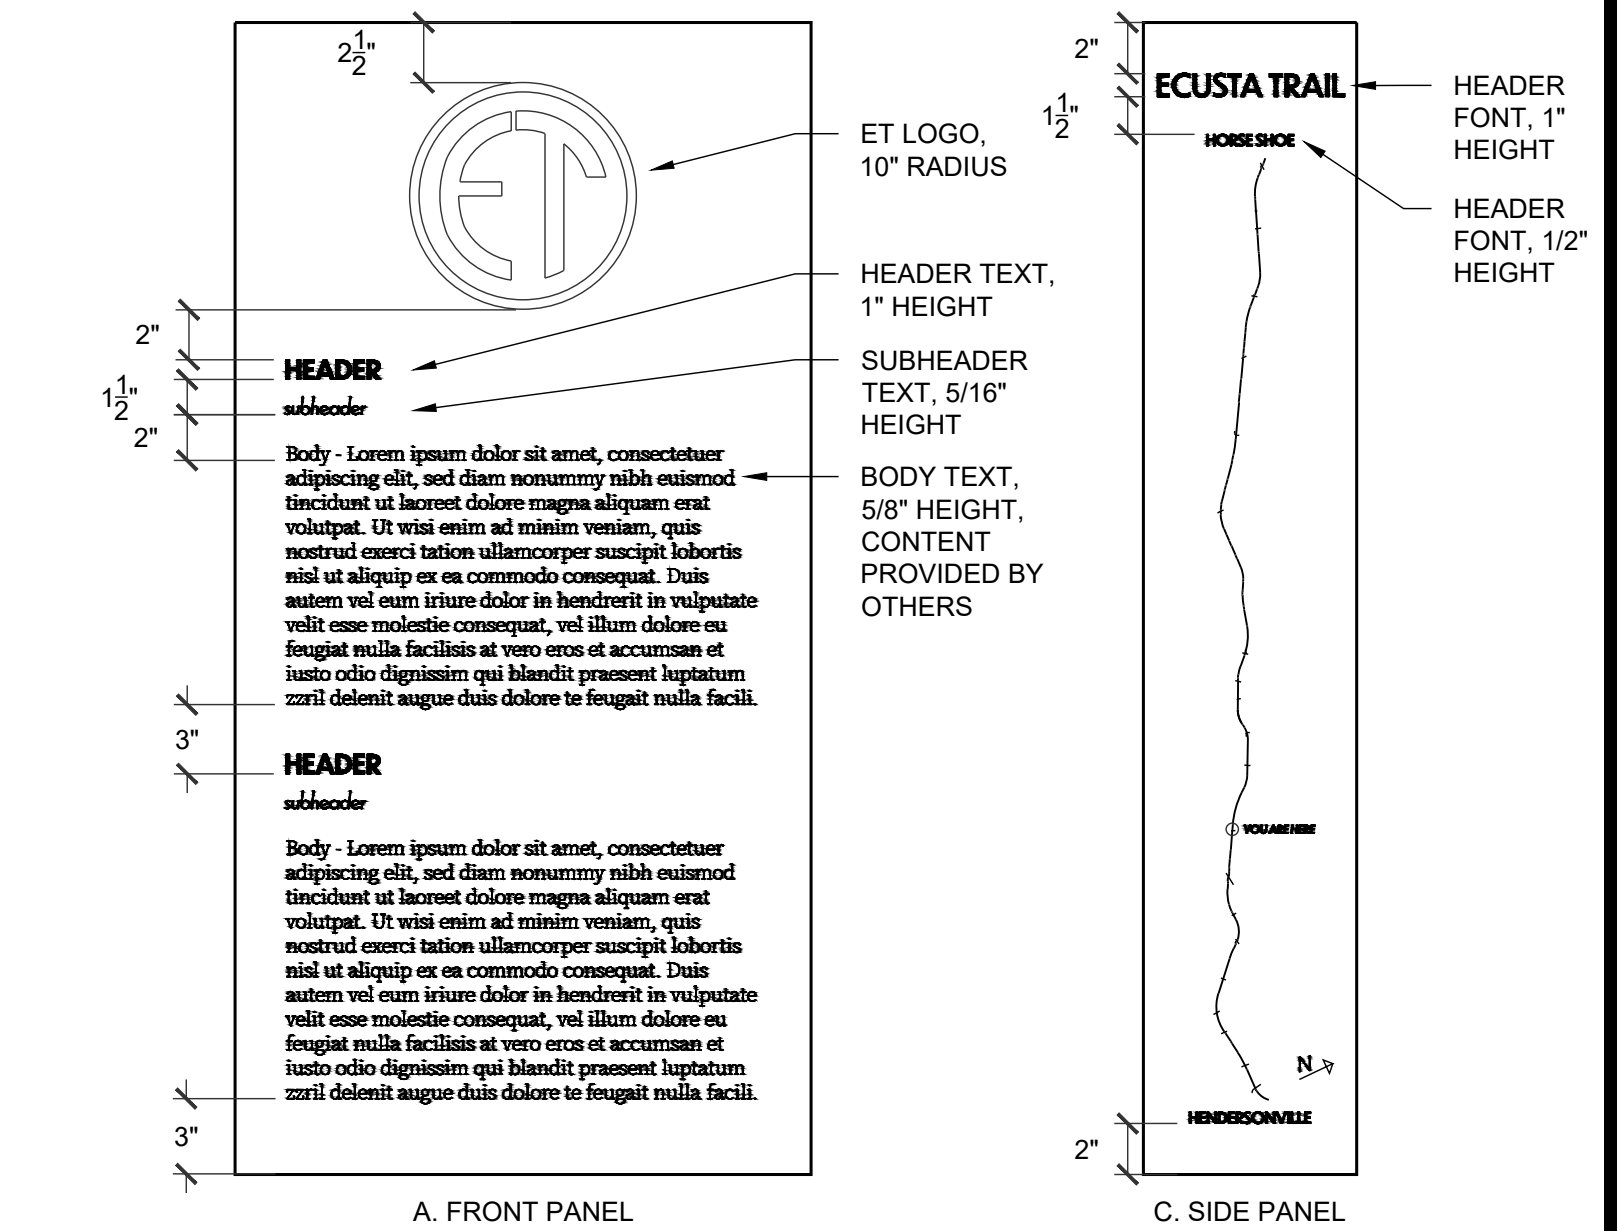 2 1/2"
ET
ET LOGO,
10" RADIUS
HEADER TEXT,
1" HEIGHT
2"
HEADER
1 1/2"
subheader
SUBHEADER
TEXT, 5/16"
HEIGHT
2"
Body - Lorem ipsum dolor sit amet, consectetuer
adipiscing elit, sed diam nonummy nibh euismod
tincidunt ut laoreet dolore magna aliquam erat
volutpat. Ut wisi enim ad minim veniam, quis
nostrud exerci tation ullamcorper suscipit lobortis
nisl ut aliquip ex ea commodo consequat. Duis
autem vel eum iriure dolor in hendrerit in vulputate
velit esse molestie consequat, vel illum dolore eu
feugiat nulla facilisis at vero eros et accumsan et
iusto odio dignissim qui blandit praesent luptatum
zzril delenit augue duis dolore te feugait nulla facili.
BODY TEXT,
5/8" HEIGHT,
CONTENT
PROVIDED BY
OTHERS
3"
HEADER
subheader
Body - Lorem ipsum dolor sit amet, consectetuer
adipiscing elit, sed diam nonummy nibh euismod
tincidunt ut laoreet dolore magna aliquam erat
volutpat. Ut wisi enim ad minim veniam, quis
nostrud exerci tation ullamcorper suscipit lobortis
nisl ut aliquip ex ea commodo consequat. Duis
autem vel eum iriure dolor in hendrerit in vulputate
velit esse molestie consequat, vel illum dolore eu
feugiat nulla facilisis at vero eros et accumsan et
iusto odio dignissim qui blandit praesent luptatum
zzril delenit augue duis dolore te feugait nulla facili.
3"
A. FRONT PANEL
2"
ECUSTA TRAIL
HEADER
FONT, 1"
HEIGHT
1 1/2"
HORSE SHOE
HEADER
FONT, 1/2"
HEIGHT
YOU ARE HERE
N
HENDERSONVILLE
2"
C. SIDE PANEL